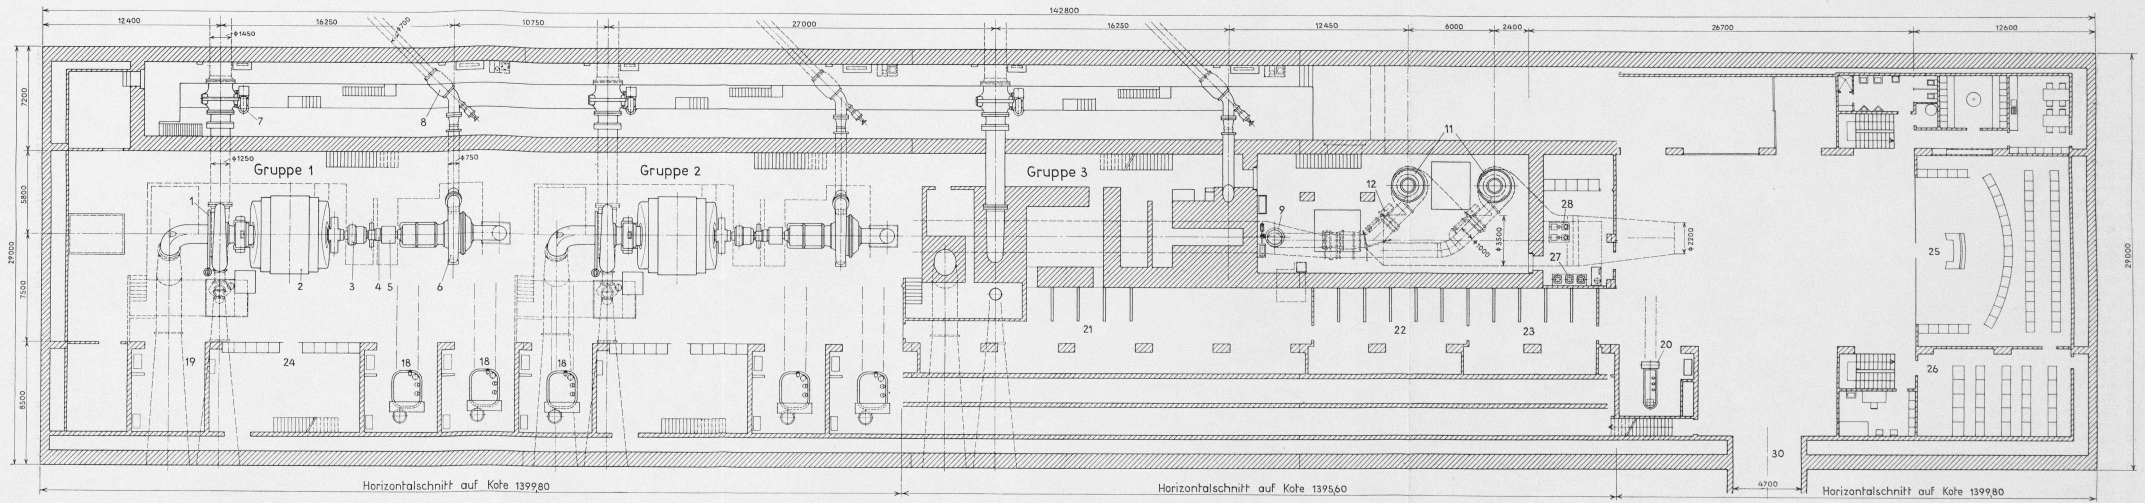 142800
12400 16250 10750 27000 16250 12450 6000 2400 26700 12600
ϕ1450 ϕ700
7200
7 8 11
ϕ1250 ϕ750
Gruppe 1 Gruppe 2 Gruppe 3
5800
1 12 9 28
29000 ϕ1000 ϕ3500 ϕ2200 25 29000
2 3 4 5 6 27
7500
21 22 23
19 24 18 18 18 20 26
8500
30
4700
Horizontalschnitt auf Kote 1399,80 Horizontalschnitt auf Kote 1395,60 Horizontalschnitt auf Kote 1399,80